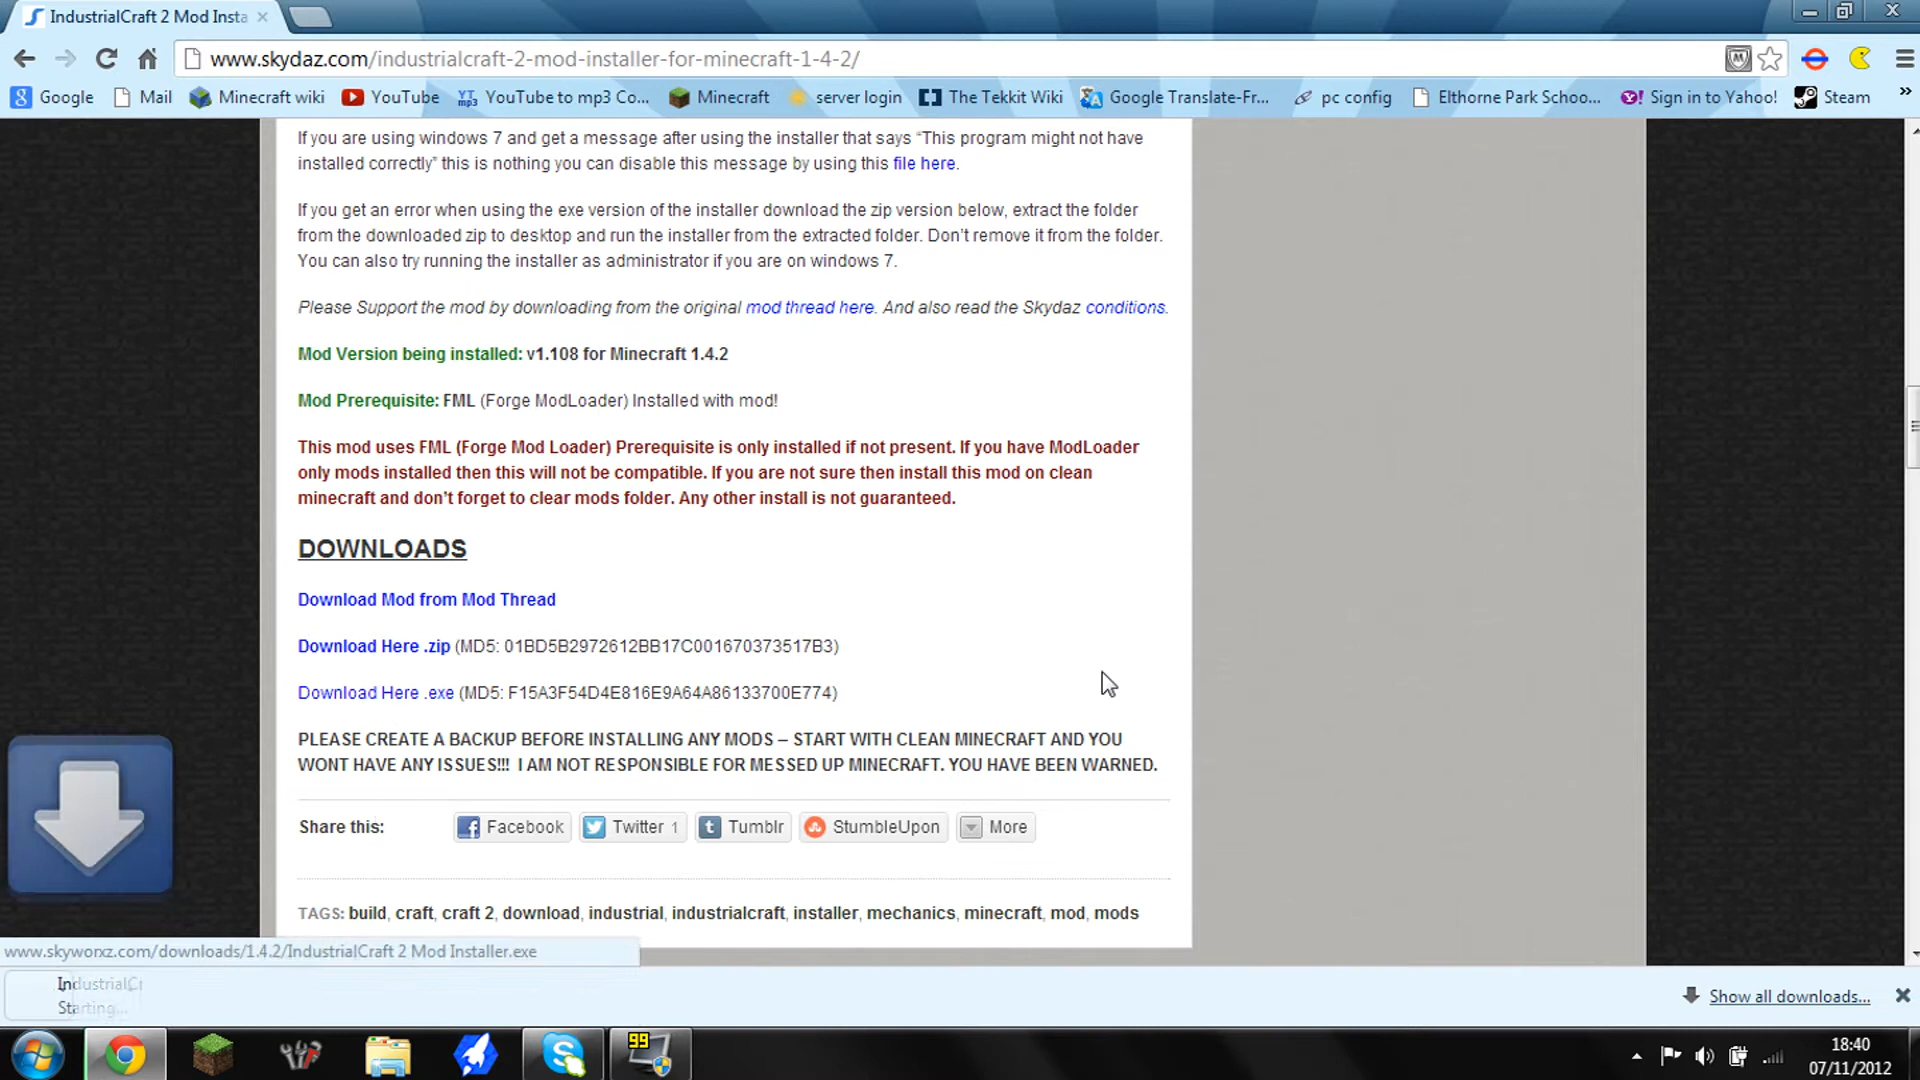 IndustrialCraft 2 Mod Insta
www.skydaz.com/industrialcraft-2-mod-installer-for-minecraft-1-4-2/
Google Mail Minecraft wiki YouTube YouTube to mp3 Co... Minecraft server login The Tekkit Wiki Google Translate-Fr... pc config Elthorne Park Schoo... Sign in to Yahoo! Steam »
If you are using windows 7 and get a message after using the installer that says “This program might not have
installed correctly” this is nothing you can disable this message by using this file here.
If you get an error when using the exe version of the installer download the zip version below, extract the folder
from the downloaded zip to desktop and run the installer from the extracted folder. Don’t remove it from the folder.
You can also try running the installer as administrator if you are on windows 7.
Please Support the mod by downloading from the original mod thread here. And also read the Skydaz conditions.
Mod Version being installed: v1.108 for Minecraft 1.4.2
Mod Prerequisite: FML (Forge ModLoader) Installed with mod!
This mod uses FML (Forge Mod Loader) Prerequisite is only installed if not present. If you have ModLoader
only mods installed then this will not be compatible. If you are not sure then install this mod on clean
minecraft and don’t forget to clear mods folder. Any other install is not guaranteed.
DOWNLOADS
Download Mod from Mod Thread
Download Here .zip (MD5: 01BD5B2972612BB17C001670373517B3)
Download Here .exe (MD5: F15A3F54D4E816E9A64A86133700E774)
PLEASE CREATE A BACKUP BEFORE INSTALLING ANY MODS – START WITH CLEAN MINECRAFT AND YOU
WONT HAVE ANY ISSUES!!! I AM NOT RESPONSIBLE FOR MESSED UP MINECRAFT. YOU HAVE BEEN WARNED.
Share this: Facebook Twitter 1 Tumblr StumbleUpon More
TAGS: build, craft, craft 2, download, industrial, industrialcraft, installer, mechanics, minecraft, mod, mods
www.skyworxz.com/downloads/1.4.2/IndustrialCraft 2 Mod Installer.exe
IndustrialCr
Starting...
Show all downloads...
99
18:40
07/11/2012